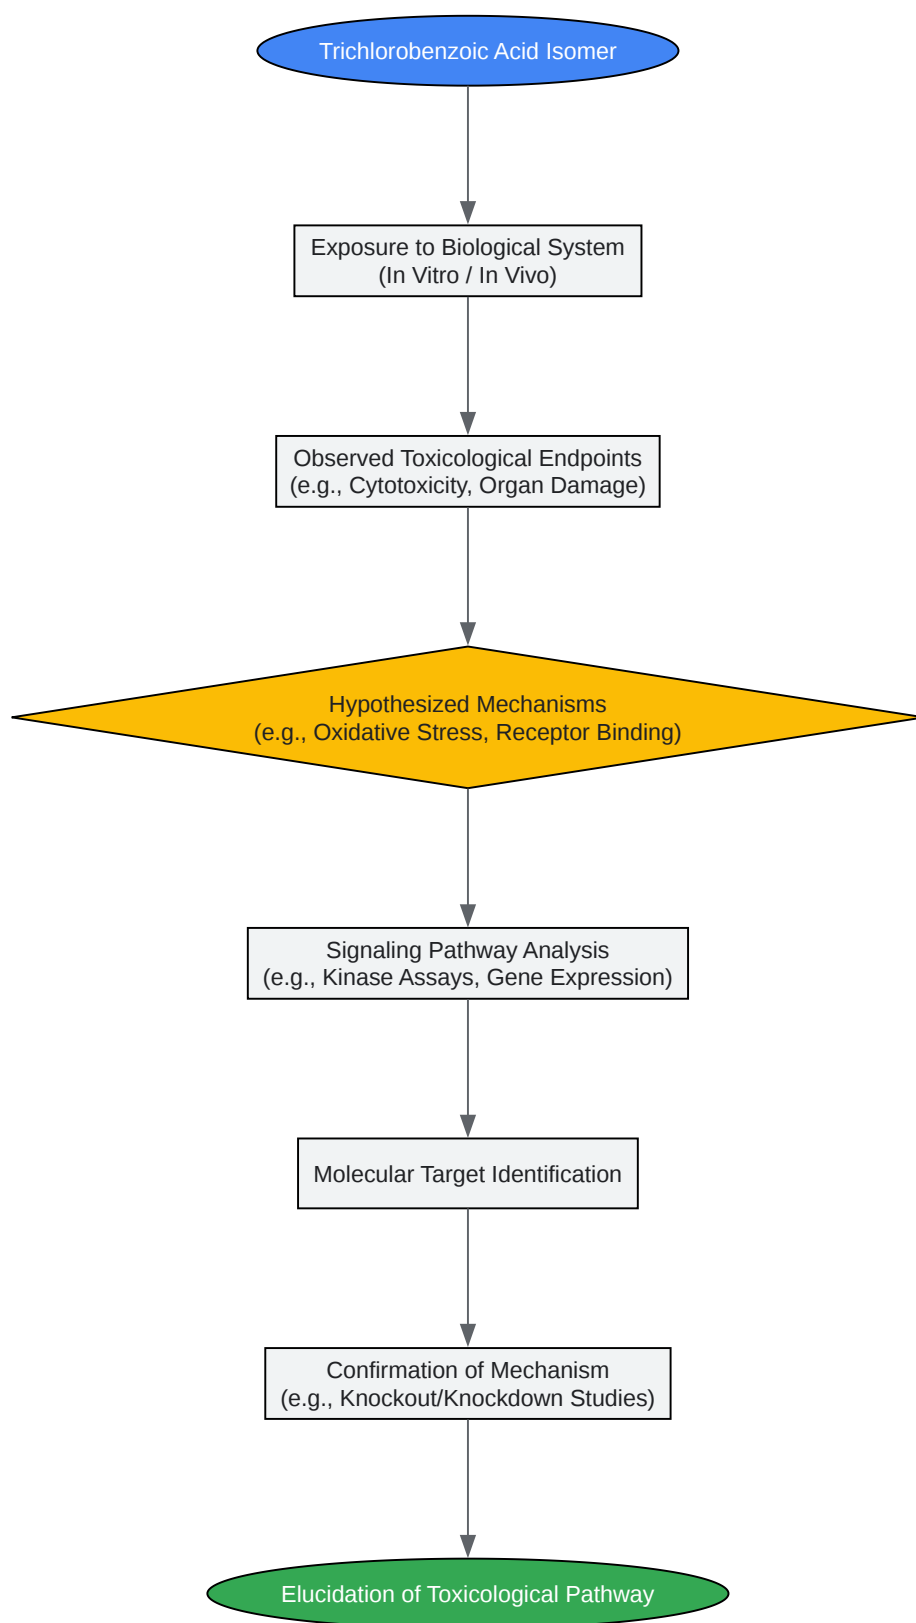 Trichlorobenzoic Acid Isomer
Exposure to Biological System
(In Vitro / In Vivo)
Observed Toxicological Endpoints
(e.g., Cytotoxicity, Organ Damage)
Hypothesized Mechanisms
(e.g., Oxidative Stress, Receptor Binding)
Signaling Pathway Analysis
(e.g., Kinase Assays, Gene Expression)
Molecular Target Identification
Confirmation of Mechanism
(e.g., Knockout/Knockdown Studies)
Elucidation of Toxicological Pathway